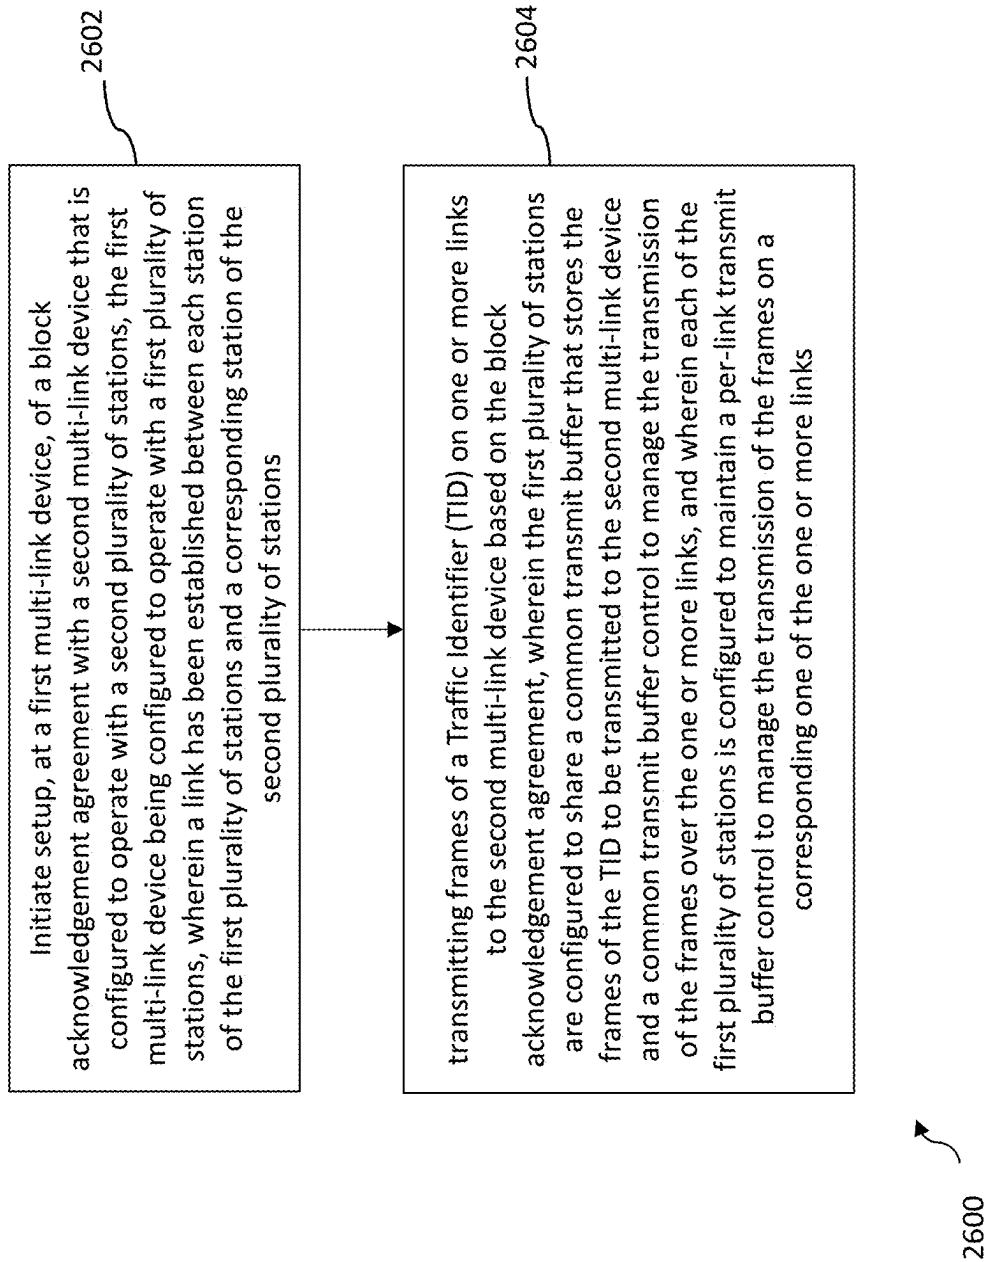 2602
Initiate setup, at a first multi-link device, of a block
acknowledgement agreement with a second multi-link device that is
configured to operate with a second plurality of stations, the first
multi-link device being configured to operate with a first plurality of
stations, wherein a link has been established between each station
of the first plurality of stations and a corresponding station of the
second plurality of stations
2604
transmitting frames of a Traffic Identifier (TID) on one or more links
to the second multi-link device based on the block
acknowledgement agreement, wherein the first plurality of stations
are configured to share a common transmit buffer that stores the
frames of the TID to be transmitted to the second multi-link device
and a common transmit buffer control to manage the transmission
of the frames over the one or more links, and wherein each of the
first plurality of stations is configured to maintain a per-link transmit
buffer control to manage the transmission of the frames on a
corresponding one of the one or more links
2600